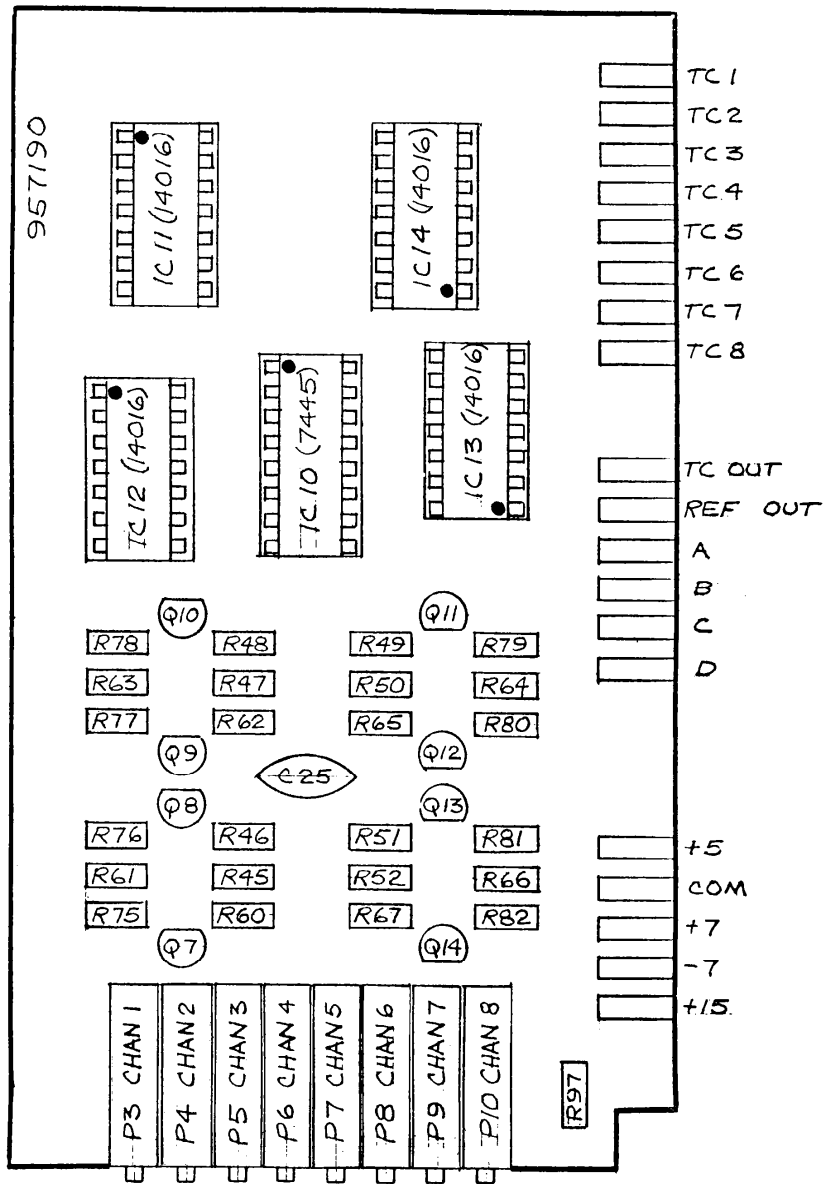 957190
IC11 (14016)
IC14 (14016)
IC12 (14016)
IC10 (7445)
IC13 (14016)
TC 1
TC 2
TC 3
TC 4
TC 5
TC 6
TC 7
TC 8
TC OUT
REF OUT
A
B
C
D
+5
COM
+7
-7
+15.
Q10
Q11
R78
R48
R49
R79
R63
R47
R50
R64
R77
R62
R65
R80
Q9
Q12
C25
Q8
Q13
R76
R46
R51
R81
R61
R45
R52
R66
R75
R60
R67
R82
Q7
Q14
P3 CHAN 1
P4 CHAN 2
P5 CHAN 3
P6 CHAN 4
P7 CHAN 5
P8 CHAN 6
P9 CHAN 7
P10 CHAN 8
R97